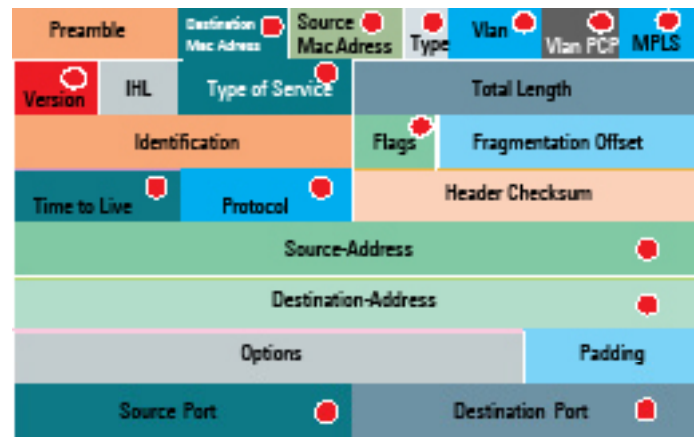 Preamble
Destination
Mac Adress
Source
Mac Adress
Type
Vlan
Vlan PCP
MPLS
Version
IHL
Type of Service
Total Length
Identification
Flags
Fragmentation Offset
Time to Live
Protocol
Header Checksum
Source-Address
Destination-Address
Options
Padding
Source Port
Destination Port